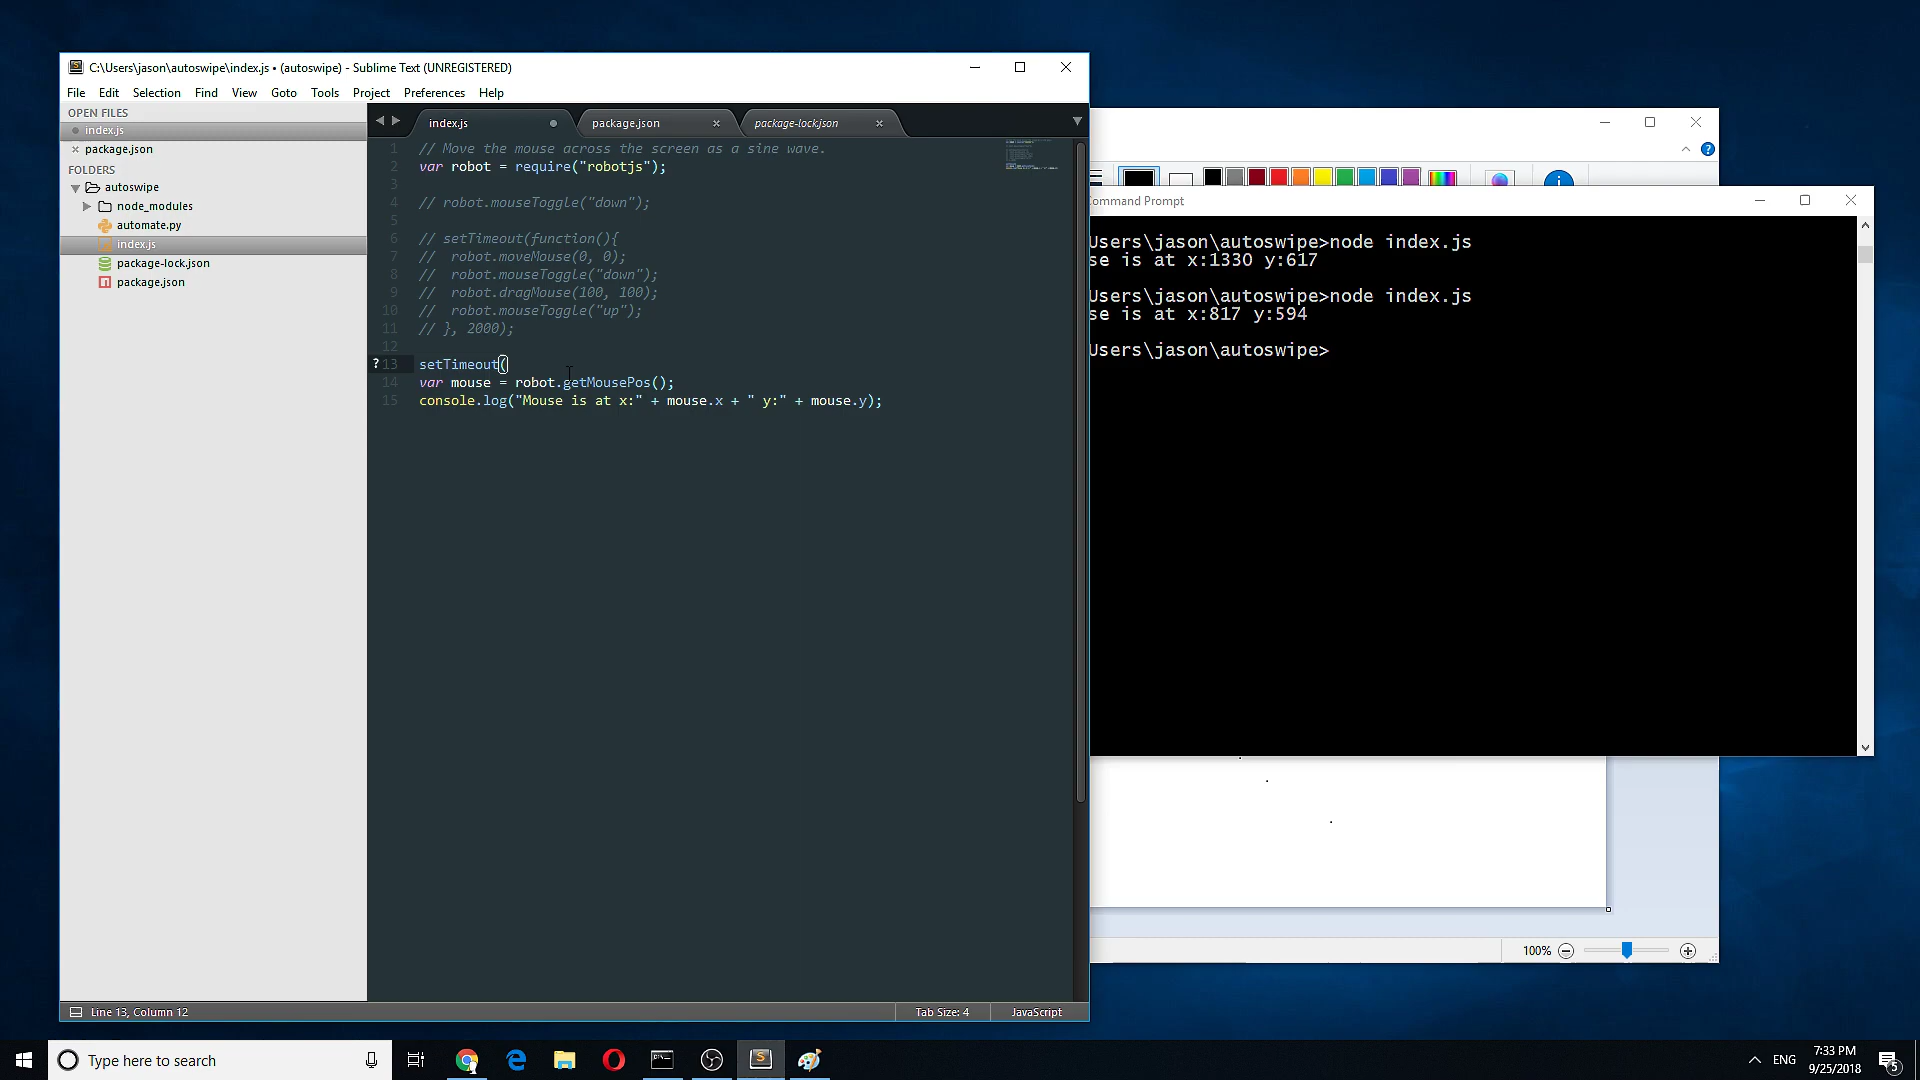 C:\Users\jason\autoswipe\index.js • (autoswipe) - Sublime Text (UNREGISTERED)
File Edit Selection Find View Goto Tools Project Preferences Help
OPEN FILES
index.js
package.json
FOLDERS
autoswipe
node_modules
automate.py
index.js
package-lock.json
package.json
index.js package.json package-lock.json
1 // Move the mouse across the screen as a sine wave.
2 var robot = require("robotjs");
3
4 // robot.mouseToggle("down");
5
6 // setTimeout(function(){
7 // robot.moveMouse(0, 0);
8 // robot.mouseToggle("down");
9 // robot.dragMouse(100, 100);
10 // robot.mouseToggle("up");
11 // }, 2000);
12
?13 setTimeout(
14 var mouse = robot.getMousePos();
15 console.log("Mouse is at x:" + mouse.x + " y:" + mouse.y);
Line 13, Column 12
Tab Size: 4
JavaScript
ommand Prompt
Users\jason\autoswipe>node index.js
se is at x:1330 y:617
Users\jason\autoswipe>node index.js
se is at x:817 y:594
Users\jason\autoswipe>
100%
Type here to search
ENG
7:33 PM
9/25/2018
5